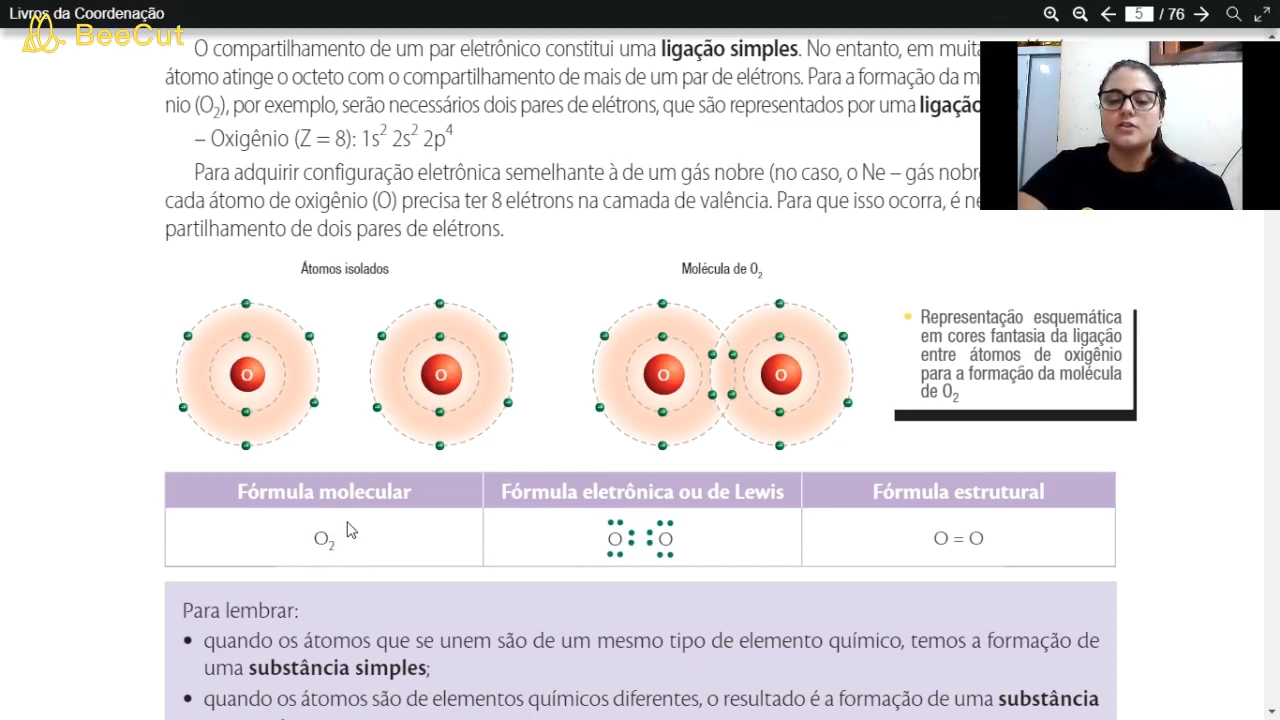 Livros da Coordenação
5 / 76
BeeCut
O compartilhamento de um par eletrônico constitui uma ligação simples. No entanto, em muita
átomo atinge o octeto com o compartilhamento de mais de um par de elétrons. Para a formação da m
nio (O₂), por exemplo, serão necessários dois pares de elétrons, que são representados por uma ligação
– Oxigênio (Z = 8): 1s² 2s² 2p⁴
Para adquirir configuração eletrônica semelhante à de um gás nobre (no caso, o Ne – gás nobre
cada átomo de oxigênio (O) precisa ter 8 elétrons na camada de valência. Para que isso ocorra, é ne
partilhamento de dois pares de elétrons.
Átomos isolados
Molécula de O₂
O
O
O
O
• Representação esquemática
em cores fantasia da ligação
entre átomos de oxigênio
para a formação da molécula
de O₂
Fórmula molecular
Fórmula eletrônica ou de Lewis
Fórmula estrutural
O₂
O
O
O = O
Para lembrar:
• quando os átomos que se unem são de um mesmo tipo de elemento químico, temos a formação de
uma substância simples;
• quando os átomos são de elementos químicos diferentes, o resultado é a formação de uma substância